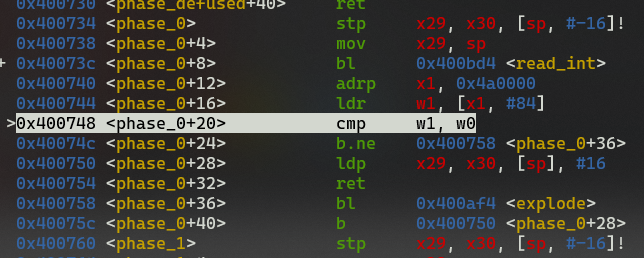 0x400730 <phase_defused+40> ret
0x400734 <phase_0> stp x29, x30, [sp, #-16]!
0x400738 <phase_0+4> mov x29, sp
+ 0x40073c <phase_0+8> bl 0x400bd4 <read_int>
0x400740 <phase_0+12> adrp x1, 0x4a0000
0x400744 <phase_0+16> ldr w1, [x1, #84]
>0x400748 <phase_0+20> cmp w1, w0
0x40074c <phase_0+24> b.ne 0x400758 <phase_0+36>
0x400750 <phase_0+28> ldp x29, x30, [sp], #16
0x400754 <phase_0+32> ret
0x400758 <phase_0+36> bl 0x400af4 <explode>
0x40075c <phase_0+40> b 0x400750 <phase_0+28>
0x400760 <phase_1> stp x29, x30, [sp, #-16]!